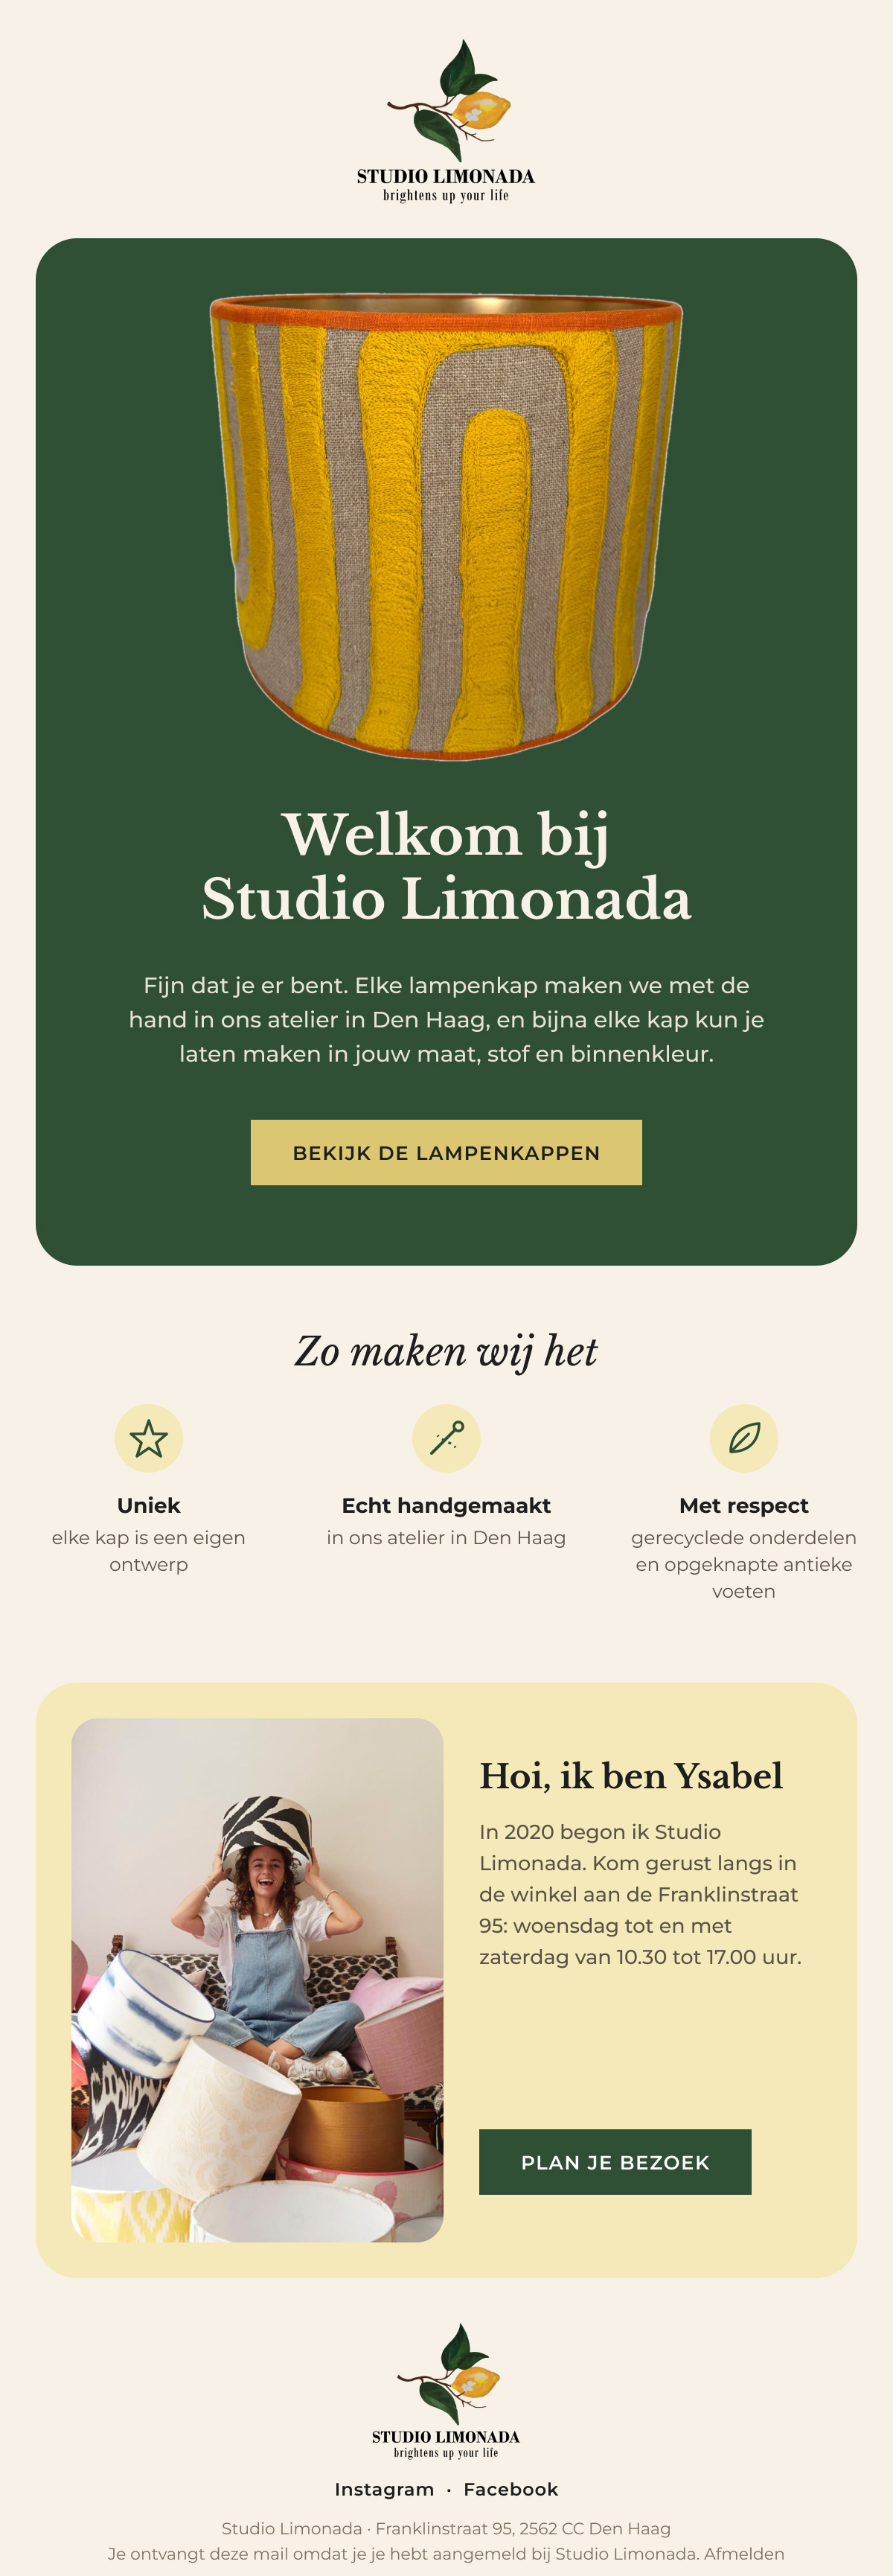 STUDIO LIMONADA
brightens up your life
Welkom bij
Studio Limonada
Fijn dat je er bent. Elke lampenkap maken we met de
hand in ons atelier in Den Haag, en bijna elke kap kun je
laten maken in jouw maat, stof en binnenkleur.
BEKIJK DE LAMPENKAPPEN
Zo maken wij het
Uniek
elke kap is een eigen
ontwerp
Echt handgemaakt
in ons atelier in Den Haag
Met respect
gerecyclede onderdelen
en opgeknapte antieke
voeten
Hoi, ik ben Ysabel
In 2020 begon ik Studio
Limonada. Kom gerust langs in
de winkel aan de Franklinstraat
95: woensdag tot en met
zaterdag van 10.30 tot 17.00 uur.
PLAN JE BEZOEK
STUDIO LIMONADA
brightens up your life
Instagram · Facebook
Studio Limonada · Franklinstraat 95, 2562 CC Den Haag
Je ontvangt deze mail omdat je je hebt aangemeld bij Studio Limonada. Afmelden